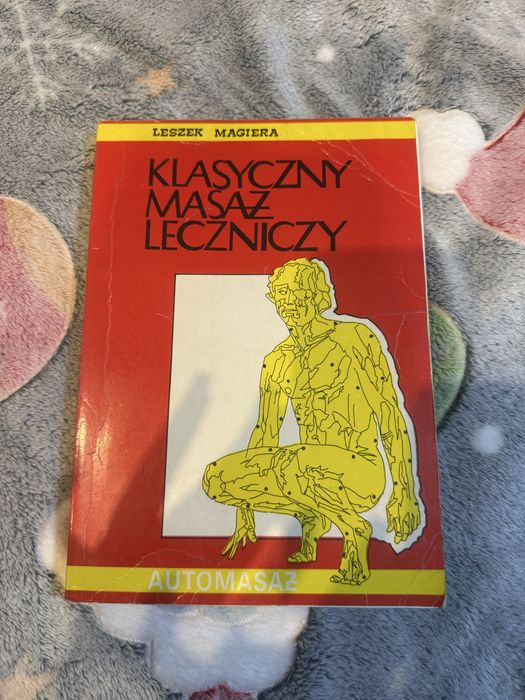 LESZEK MAGIERA
KLASYCZNY
MASAŻ
LECZNICZY
AUTOMASAŻ